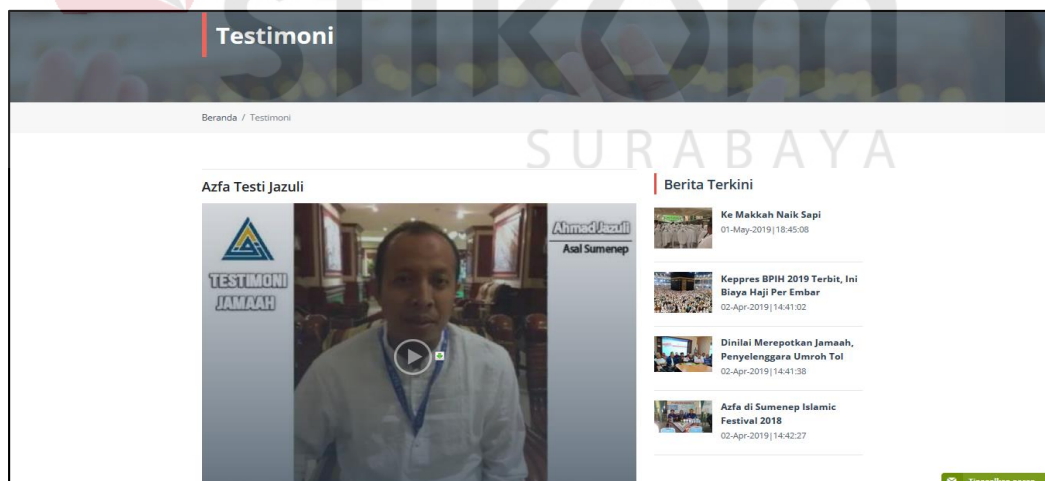 Testimoni
stikom
SURABAYA
Beranda / Testimoni
Azfa Testi Jazuli
TESTIMONI
JAMAAH
Ahmad Jazuli
Asal Sumenep
Berita Terkini
Ke Makkah Naik Sapi
01-May-2019|18:45:08
Keppres BPIH 2019 Terbit, Ini
Biaya Haji Per Embar
02-Apr-2019|14:41:02
Dinilai Merepotkan Jamaah,
Penyelenggara Umroh Tol
02-Apr-2019|14:41:38
Azfa di Sumenep Islamic
Festival 2018
02-Apr-2019|14:42:27